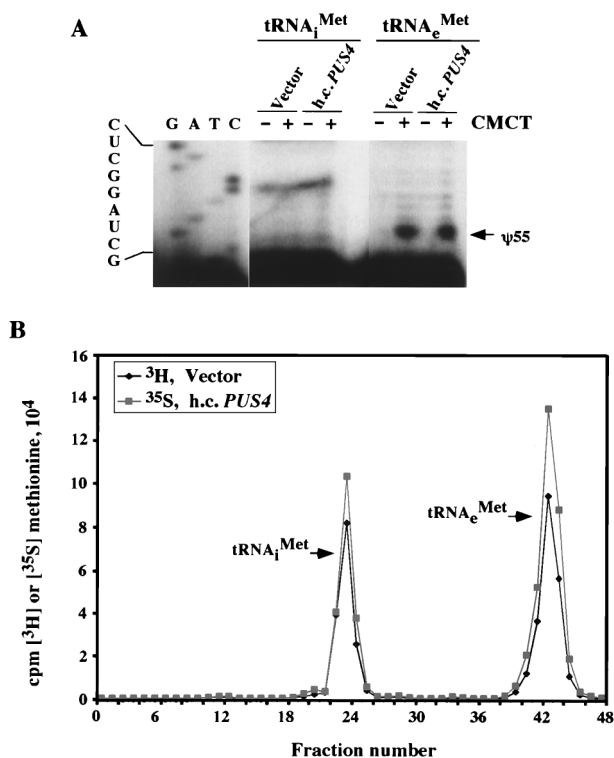 A
tRNAiMet
tRNAeMet
Vector
h.c. PUS4
Vector
h.c. PUS4
G A T C
– + – +
– + – +
CMCT
C
U
C
G
G
A
U
C
G
ψ55
B
cpm [3H] or [35S] methionine, 10^4
16
14
12
10
8
6
4
2
0
3H, Vector
35S, h.c. PUS4
tRNAiMet
tRNAeMet
0 6 12 18 24 30 36 42 48
Fraction number